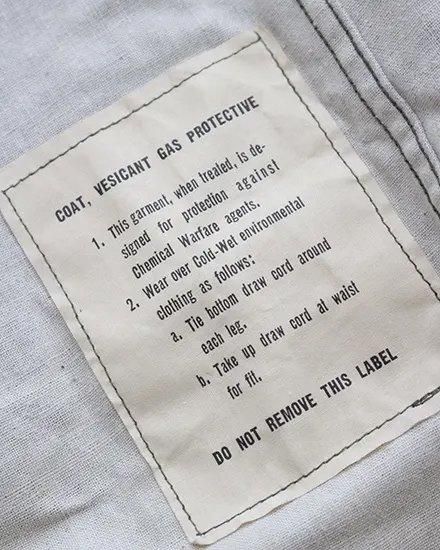 COAT, VESICANT GAS PROTECTIVE
1. This garment, when treated, is de-
signed for protection against
Chemical Warfare agents.
2. Wear over Cold-Wet environmental
clothing as follows:
a. Tie bottom draw cord around
each leg.
b. Take up draw cord at waist
for fit.
DO NOT REMOVE THIS LABEL